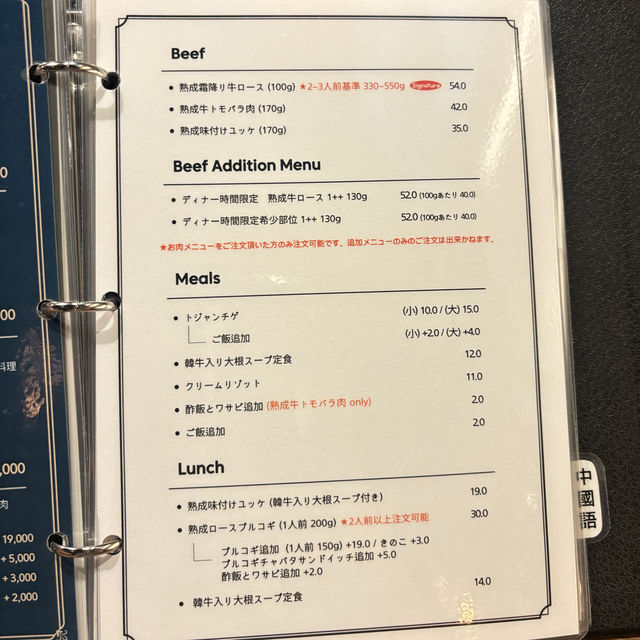 Beef
• 熟成霜降り牛ロース (100g) ★2~3人前基準 330~550g Signature 54.0
• 熟成牛トモバラ肉 (170g) 42.0
• 熟成味付けユッケ (170g) 35.0
Beef Addition Menu
• ディナー時間限定 熟成牛ロース 1++ 130g 52.0 (100gあたり 40.0)
• ディナー時間限定希少部位 1++ 130g 52.0 (100gあたり 40.0)
★お肉メニューをご注文頂いた方のみ注文可能です。追加メニューのみのご注文は出来かねます。
Meals
• トジャンチゲ (小) 10.0 / (大) 15.0
ご飯追加 (小) +2.0 / (大) +4.0
• 韓牛入り大根スープ定食 12.0
• クリームリゾット 11.0
• 酢飯とワサビ追加 (熟成牛トモバラ肉 only) 2.0
• ご飯追加 2.0
Lunch
• 熟成味付けユッケ (韓牛入り大根スープ付き) 19.0
• 熟成ロースプルコギ (1人前 200g) ★2人前以上注文可能 30.0
プルコギ追加 (1人前 150g) +19.0 / きのこ +3.0
プルコギチャバタサンドイッチ追加 +5.0
酢飯とワサビ追加 +2.0
• 韓牛入り大根スープ定食 14.0
中國語
0
00
料理
,000
肉
19,000
+ 5,000
+ 3,000
+ 2,000